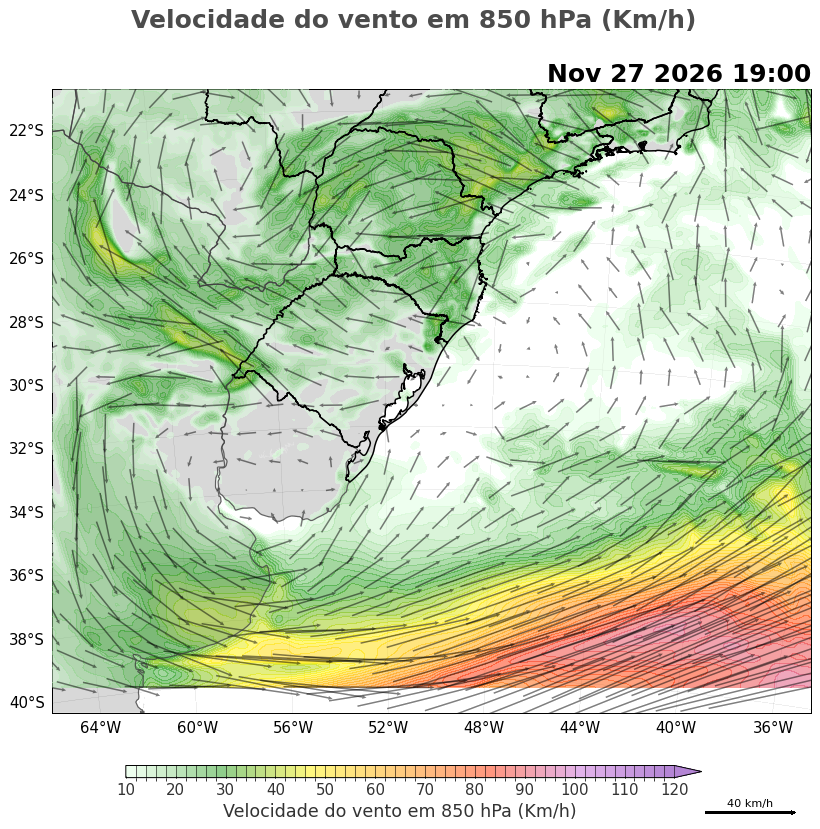 Velocidade do vento em 850 hPa (Km/h)
Nov 27 2026 19:00
22°S
24°S
26°S
28°S
30°S
32°S
34°S
36°S
38°S
40°S
64°W 60°W 56°W 52°W 48°W 44°W 40°W 36°W
10 20 30 40 50 60 70 80 90 100 110 120
Velocidade do vento em 850 hPa (Km/h)
40 km/h